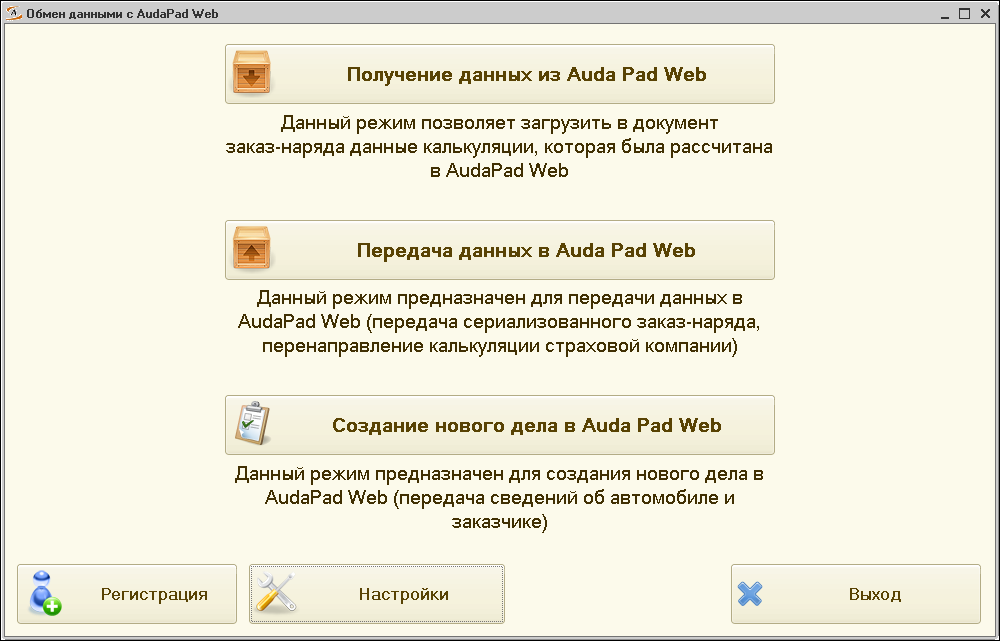 Обмен данными с AudaPad Web
Получение данных из Auda Pad Web
Данный режим позволяет загрузить в документ
заказ-наряда данные калькуляции, которая была рассчитана
в AudaPad Web
Передача данных в Auda Pad Web
Данный режим предназначен для передачи данных в
AudaPad Web (передача сериализованного заказ-наряда,
перенаправление калькуляции страховой компании)
Создание нового дела в Auda Pad Web
Данный режим предназначен для создания нового дела в
AudaPad Web (передача сведений об автомобиле и
заказчике)
Регистрация
Настройки
Выход